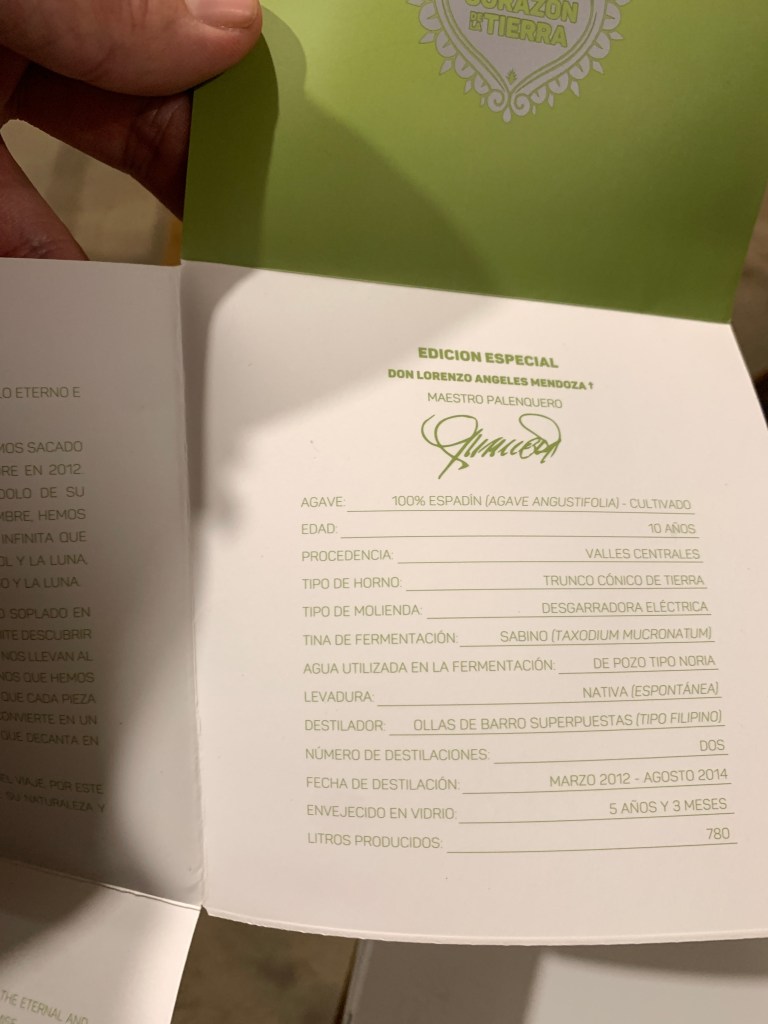 CORAZÓN
DE LA
TIERRA
LO ETERNO E
MOS SACADO
RE EN 2012.
DOLO DE SU
MBRE, HEMOS
INFINITA QUE
OL Y LA LUNA.
O Y LA LUNA.
O SOPLADO EN
ITE DESCUBRIR
NOS LLEVAN AL
NOS QUE HEMOS
QUE CADA PIEZA
CONVIERTE EN UN
QUE DECANTA EN
EL VIAJE, POR ESTE
SU NATURALEZA Y
THE ETERNAL AND
EDICION ESPECIAL
DON LORENZO ANGELES MENDOZA †
MAESTRO PALENQUERO
AGAVE: 100% ESPADÍN (AGAVE ANGUSTIFOLIA) - CULTIVADO
EDAD: 10 AÑOS
PROCEDENCIA: VALLES CENTRALES
TIPO DE HORNO: TRUNCO CÓNICO DE TIERRA
TIPO DE MOLIENDA: DESGARRADORA ELÉCTRICA
TINA DE FERMENTACIÓN: SABINO (TAXODIUM MUCRONATUM)
AGUA UTILIZADA EN LA FERMENTACIÓN: DE POZO TIPO NORIA
LEVADURA: NATIVA (ESPONTÁNEA)
DESTILADOR: OLLAS DE BARRO SUPERPUESTAS (TIPO FILIPINO)
NÚMERO DE DESTILACIONES: DOS
FECHA DE DESTILACIÓN: MARZO 2012 - AGOSTO 2014
ENVEJECIDO EN VIDRIO: 5 AÑOS Y 3 MESES
LITROS PRODUCIDOS: 780